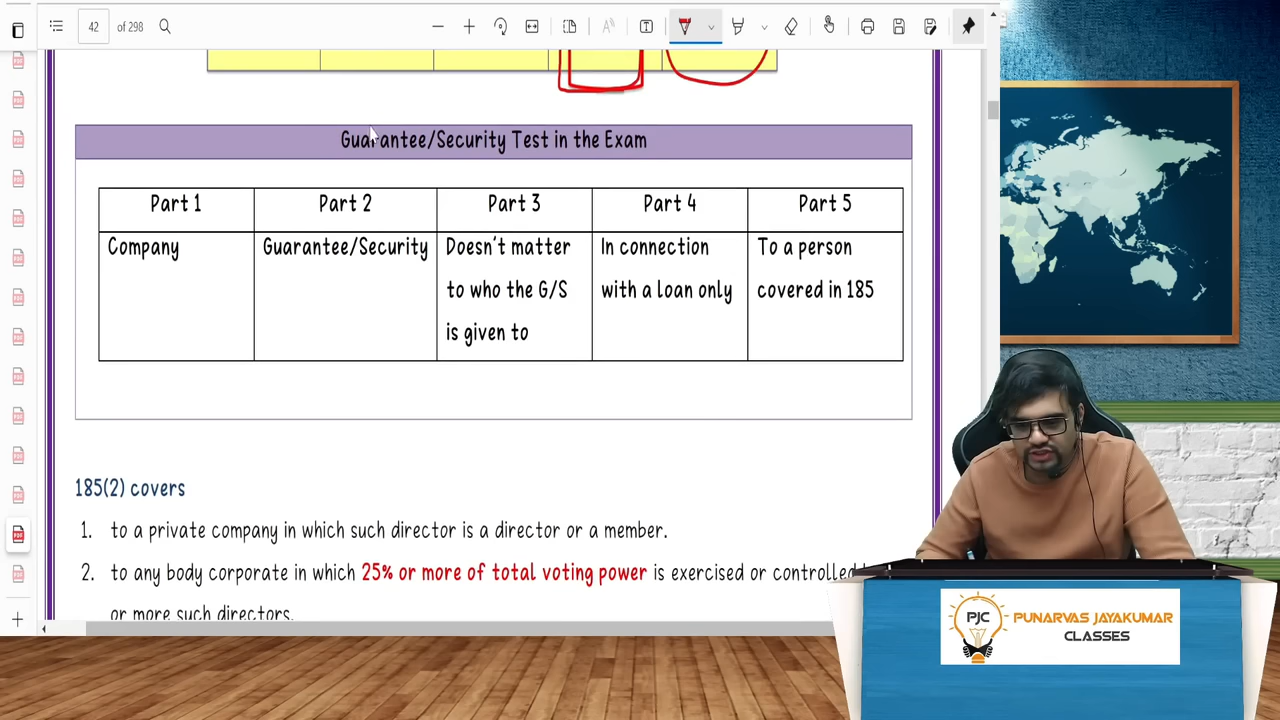 42 of 298
Guarantee/Security Test in the Exam
Part 1 Part 2 Part 3 Part 4 Part 5
Company Guarantee/Security Doesn't matter In connection To a person
to who the G/S with a loan only covered in 185
is given to
185(2) covers
1. to a private company in which such director is a director or a member.
2. to any body corporate in which 25% or more of total voting power is exercised or controlled
or more such directors.
PJC PUNARVAS JAYAKUMAR
CLASSES